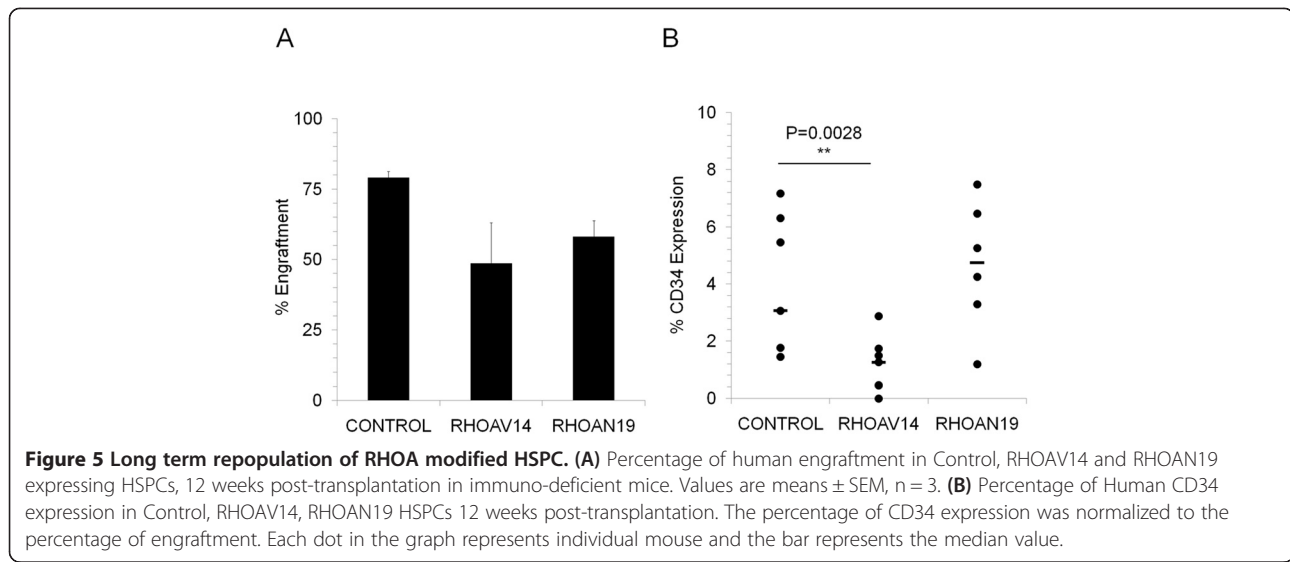 A
B
% Engraftment
100
75
50
25
0
CONTROL RHOAV14 RHOAN19
% CD34 Expression
10
8
6
4
2
0
P=0.0028
**
CONTROL RHOAV14 RHOAN19
Figure 5 Long term repopulation of RHOA modified HSPC. (A) Percentage of human engraftment in Control, RHOAV14 and RHOAN19
expressing HSPCs, 12 weeks post-transplantation in immuno-deficient mice. Values are means ± SEM, n = 3. (B) Percentage of Human CD34
expression in Control, RHOAV14, RHOAN19 HSPCs 12 weeks post-transplantation. The percentage of CD34 expression was normalized to the
percentage of engraftment. Each dot in the graph represents individual mouse and the bar represents the median value.